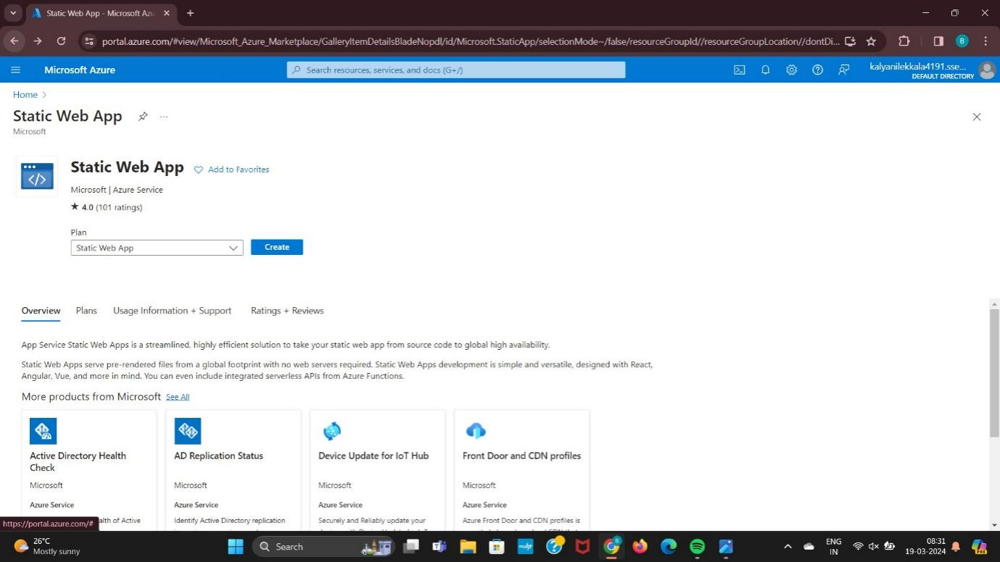 Static Web App - Microsoft Azu
portal.azure.com/#view/Microsoft_Azure_Marketplace/GalleryItemDetailsBladeNopdl/id/Microsoft.StaticApp/selectionMode~/false/resourceGroupId//resourceGroupLocation//dontDi...
B
Microsoft Azure
Search resources, services, and docs (G+/)
kalyanilekkala4191.sse...
DEFAULT DIRECTORY
Home
Static Web App
...
Microsoft
Static Web App
Add to Favorites
Microsoft | Azure Service
★ 4.0 (101 ratings)
Plan
Static Web App
Create
Overview Plans Usage Information + Support Ratings + Reviews
App Service Static Web Apps is a streamlined, highly efficient solution to take your static web app from source code to global high availability.
Static Web Apps serve pre-rendered files from a global footprint with no web servers required. Static Web Apps development is simple and versatile, designed with React,
Angular, Vue, and more in mind. You can even include integrated serverless APIs from Azure Functions.
More products from Microsoft See All
Active Directory Health
Check
Microsoft
Azure Service
lth of Active
AD Replication Status
Microsoft
Azure Service
Identify Active Directory replication
Device Update for IoT Hub
Microsoft
Azure Service
Securely and Reliably update your
Front Door and CDN profiles
Microsoft
Azure Service
Azure Front Door and CDN profiles is
https://portal.azure.com/#
26°C
Mostly sunny
Search
ENG
IN
08:31
19-03-2024
PRE